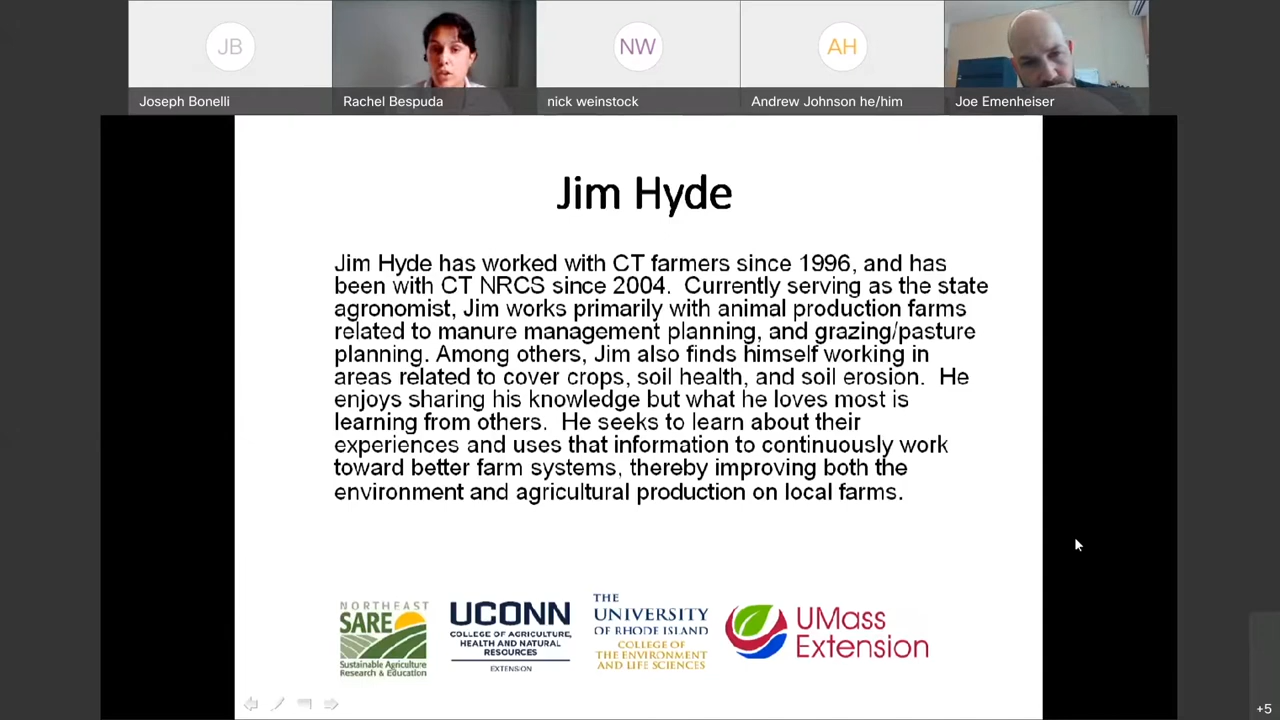 JB
NW
AH
Joseph Bonelli
Rachel Bespuda
nick weinstock
Andrew Johnson he/him
Joe Emenheiser
Jim Hyde
Jim Hyde has worked with CT farmers since 1996, and has
been with CT NRCS since 2004.  Currently serving as the state
agronomist, Jim works primarily with animal production farms
related to manure management planning, and grazing/pasture
planning. Among others, Jim also finds himself working in
areas related to cover crops, soil health, and soil erosion.  He
enjoys sharing his knowledge but what he loves most is
learning from others.  He seeks to learn about their
experiences and uses that information to continuously work
toward better farm systems, thereby improving both the
environment and agricultural production on local farms.
NORTHEAST
SARE
Sustainable Agriculture
Research & Education
UCONN
COLLEGE OF AGRICULTURE,
HEALTH AND NATURAL
RESOURCES
EXTENSION
THE
UNIVERSITY
OF RHODE ISLAND
COLLEGE OF
THE ENVIRONMENT
AND LIFE SCIENCES
UMass
Extension
+5